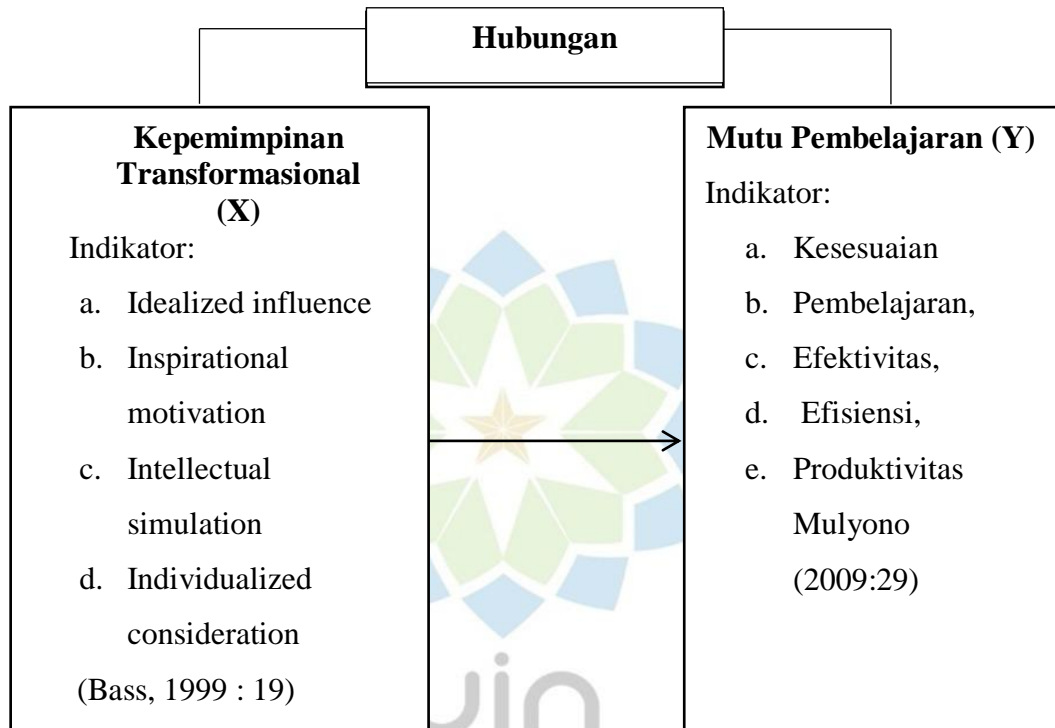 Hubungan
Kepemimpinan
Transformasional
(X)
Indikator:
a. Idealized influence
b. Inspirational
motivation
c. Intellectual
simulation
d. Individualized
consideration
(Bass, 1999 : 19)
Mutu Pembelajaran (Y)
Indikator:
a. Kesesuaian
b. Pembelajaran,
c. Efektivitas,
d. Efisiensi,
e. Produktivitas
Mulyono
(2009:29)
uin